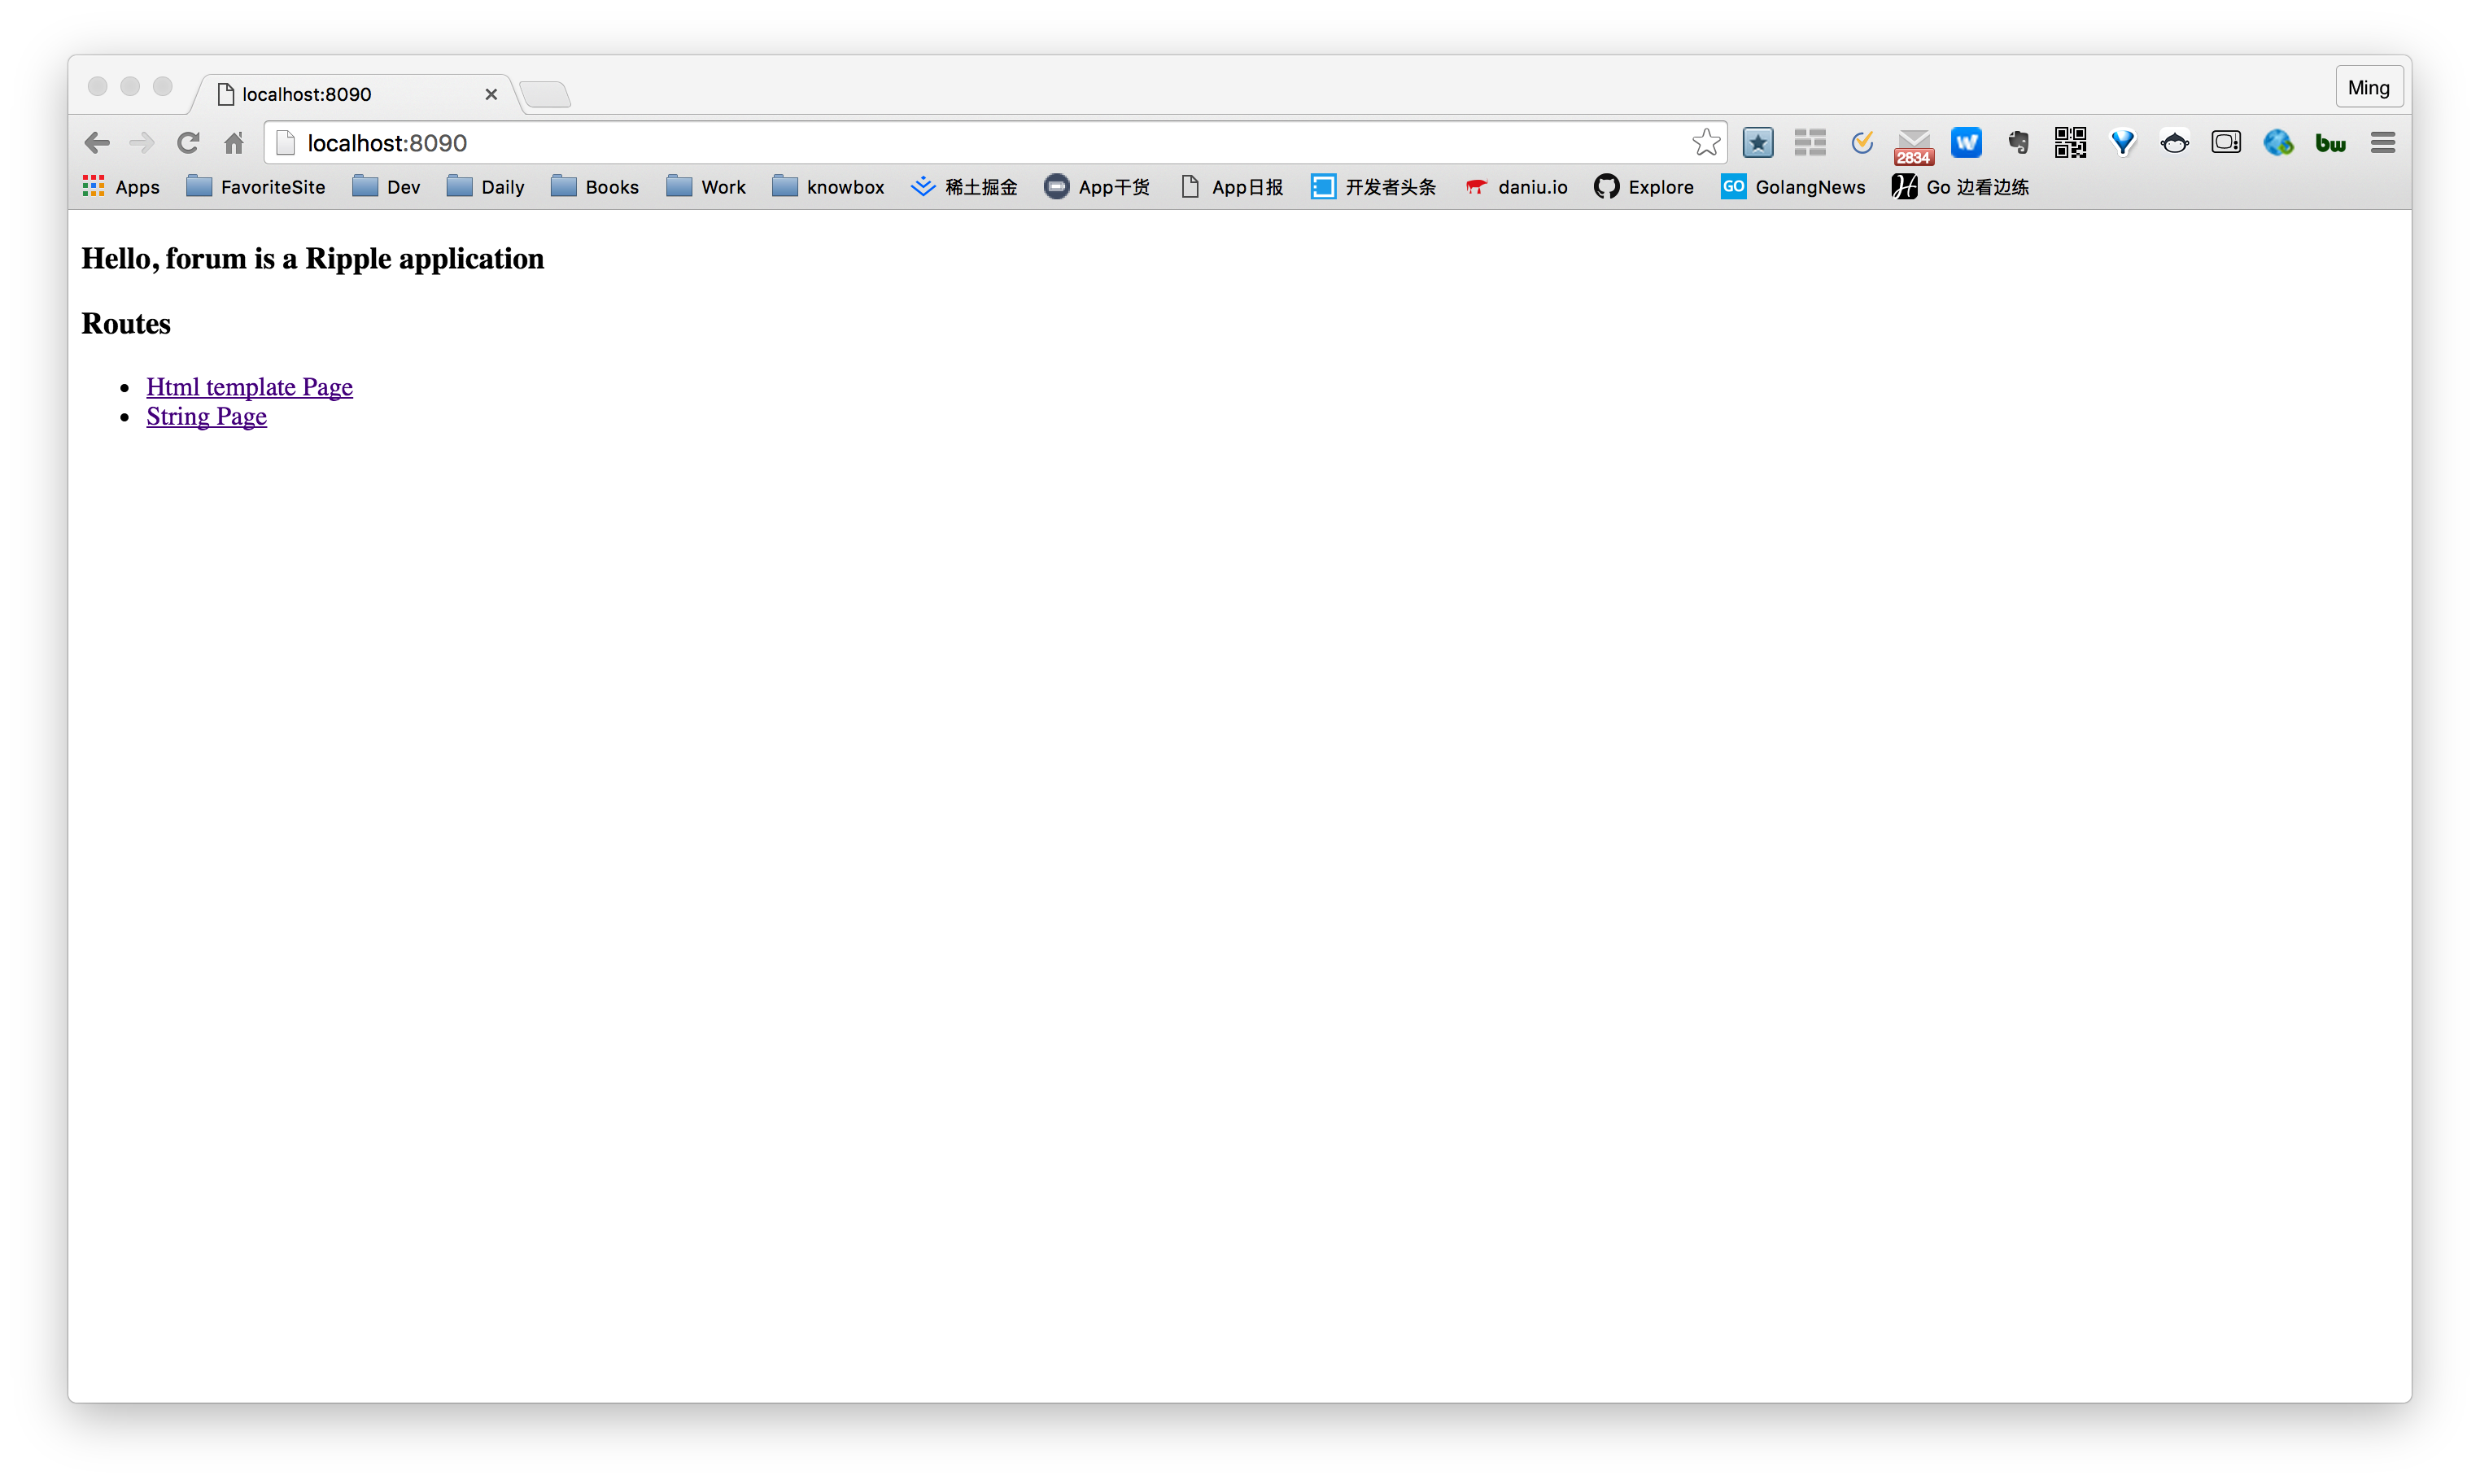 localhost:8090
Ming
localhost:8090
2834
W
bw
Apps FavoriteSite Dev Daily Books Work knowbox 稀土掘金 App干货 App日报 开发者头条 daniu.io Explore GO GolangNews H Go 边看边练
Hello, forum is a Ripple application
Routes
Html template Page
String Page